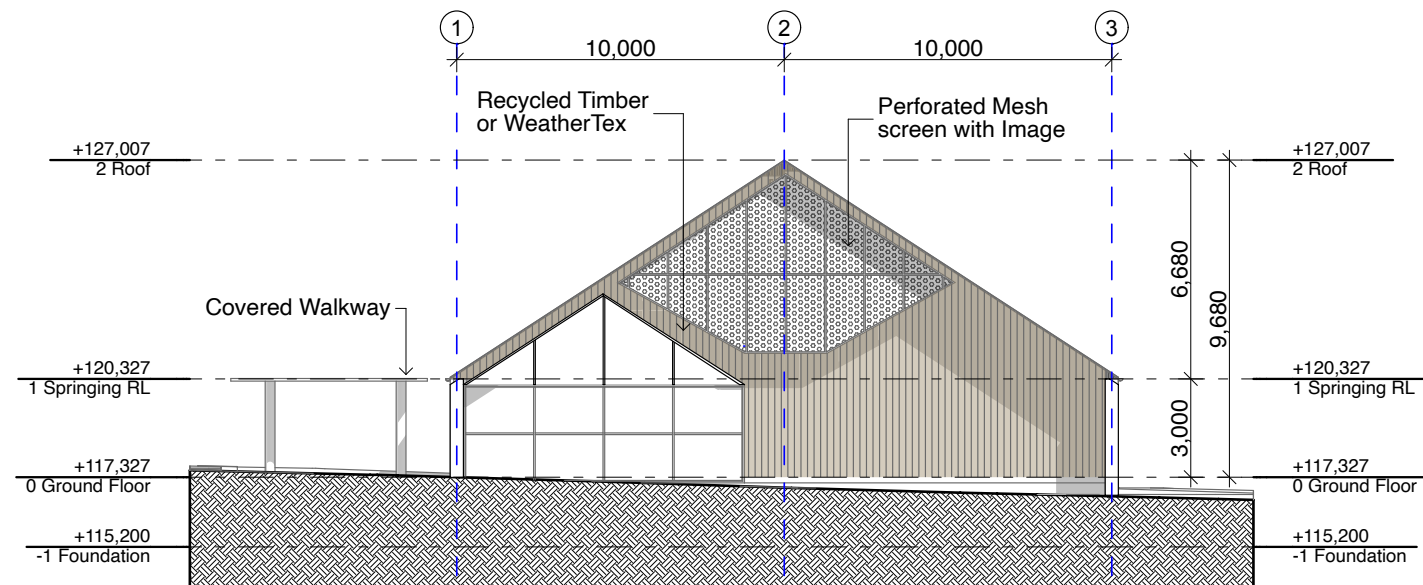 1
2
3
10,000
10,000
Recycled Timber
or WeatherTex
Perforated Mesh
screen with Image
+127,007
2 Roof
+127,007
2 Roof
6,680
9,680
Covered Walkway
+120,327
1 Springing RL
+120,327
1 Springing RL
3,000
+117,327
0 Ground Floor
+117,327
0 Ground Floor
+115,200
-1 Foundation
+115,200
-1 Foundation